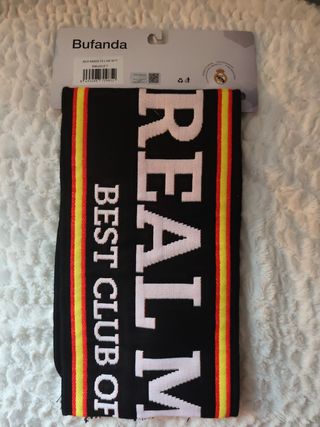 Bufanda
REAL M
BEST CLUB OF